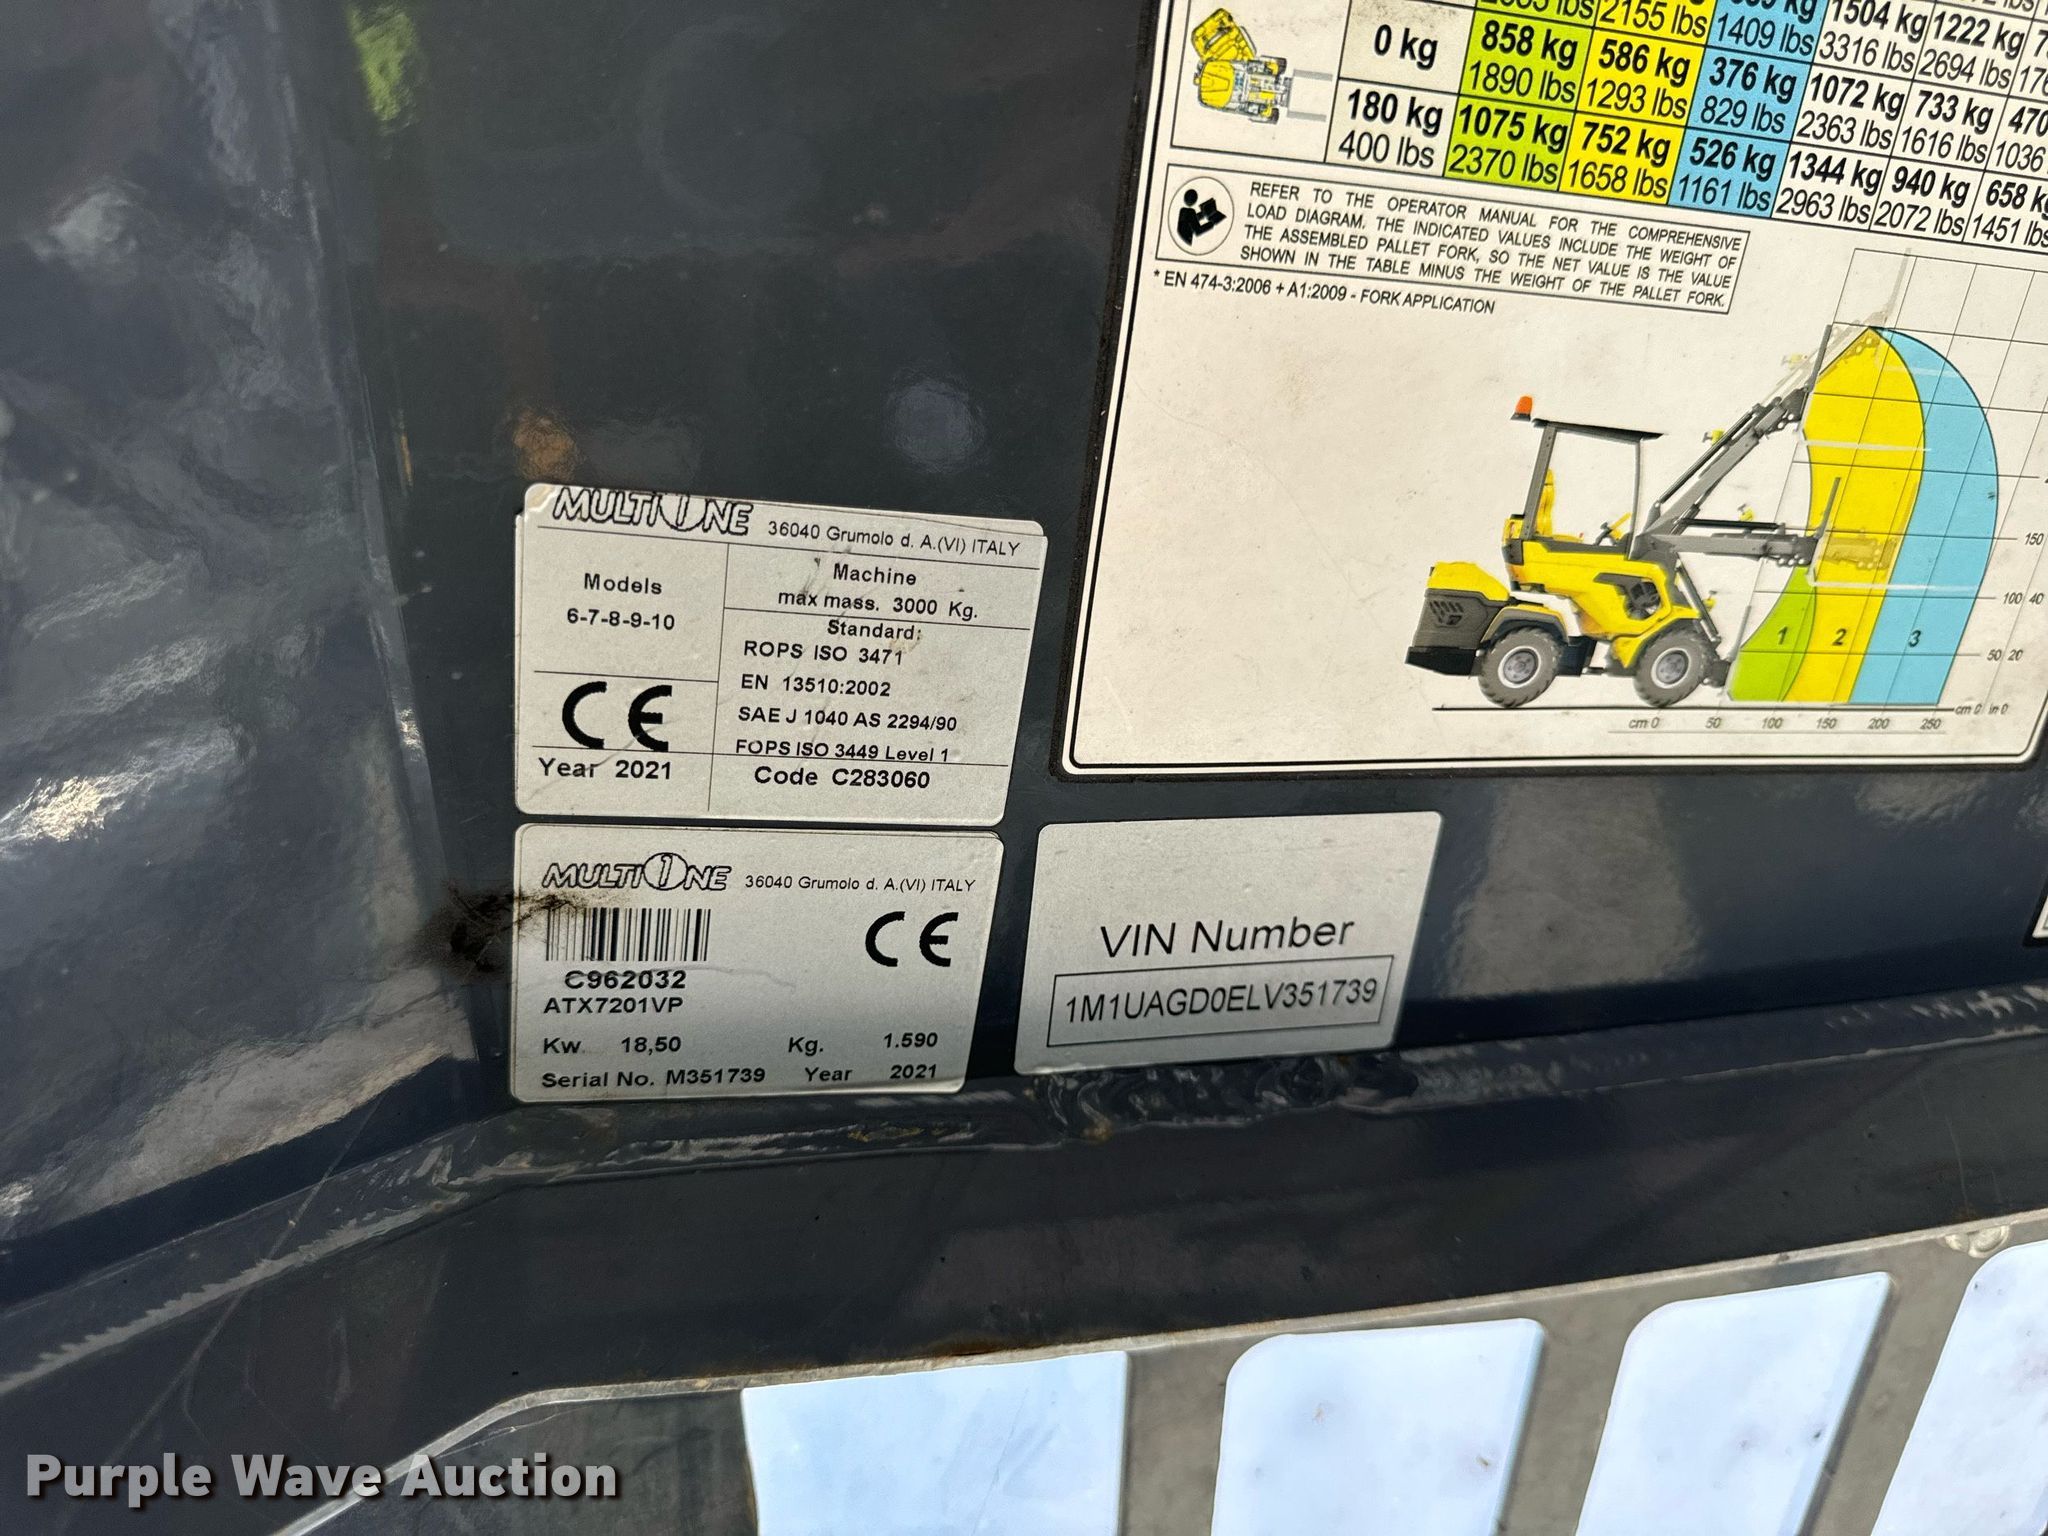 2155 lbs 1409 lbs 1504 kg 1222 kg
3316 lbs 2694 lbs
0 kg 858 kg 586 kg 376 kg 1072 kg 733 kg
1890 lbs 1293 lbs 829 lbs 2363 lbs 1616 lbs
180 kg 1075 kg 752 kg 526 kg 1344 kg 940 kg 658 kg
400 lbs 2370 lbs 1658 lbs 1161 lbs 2963 lbs 2072 lbs 1451 lbs
REFER TO THE OPERATOR MANUAL FOR THE COMPREHENSIVE
LOAD DIAGRAM. THE INDICATED VALUES INCLUDE THE WEIGHT OF
THE ASSEMBLED PALLET FORK, SO THE NET VALUE IS THE VALUE
SHOWN IN THE TABLE MINUS THE WEIGHT OF THE PALLET FORK.
* EN 474-3:2006 + A1:2009 - FORK APPLICATION
150
100 40
1 2 3
50 20
cm 0 in 0
cm 0 50 100 150 200 250
MULTIONE 36040 Grumolo d. A.(VI) ITALY
Models
6-7-8-9-10
Machine
max mass. 3000 Kg.
Standard:
ROPS ISO 3471
EN 13510:2002
SAE J 1040 AS 2294/90
FOPS ISO 3449 Level 1
CE
Year 2021
Code C283060
MULTIONE 36040 Grumolo d. A.(VI) ITALY
CE
C962032
ATX7201VP
Kw. 18,50 Kg. 1.590
Serial No. M351739 Year 2021
VIN Number
1M1UAGD0ELV351739
Purple Wave Auction